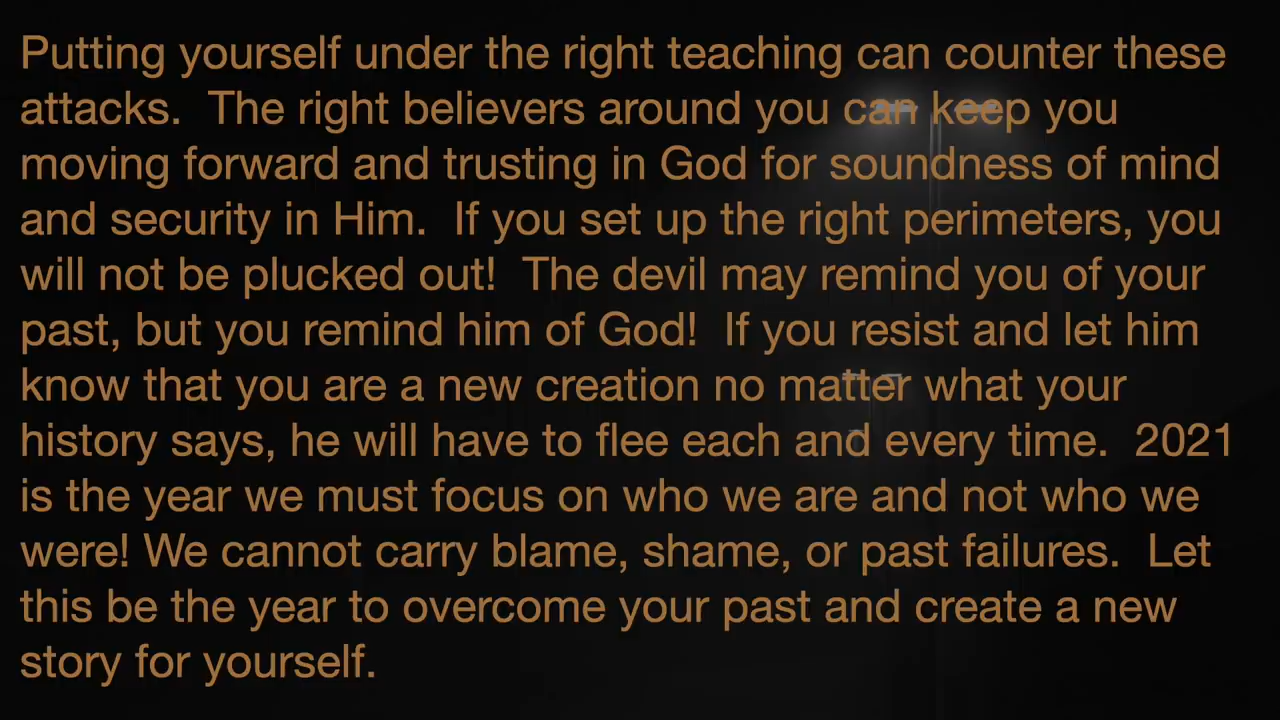 Putting yourself under the right teaching can counter these
attacks.  The right believers around you can keep you
moving forward and trusting in God for soundness of mind
and security in Him.  If you set up the right perimeters, you
will not be plucked out!  The devil may remind you of your
past, but you remind him of God!  If you resist and let him
know that you are a new creation no matter what your
history says, he will have to flee each and every time.  2021
is the year we must focus on who we are and not who we
were! We cannot carry blame, shame, or past failures.  Let
this be the year to overcome your past and create a new
story for yourself.